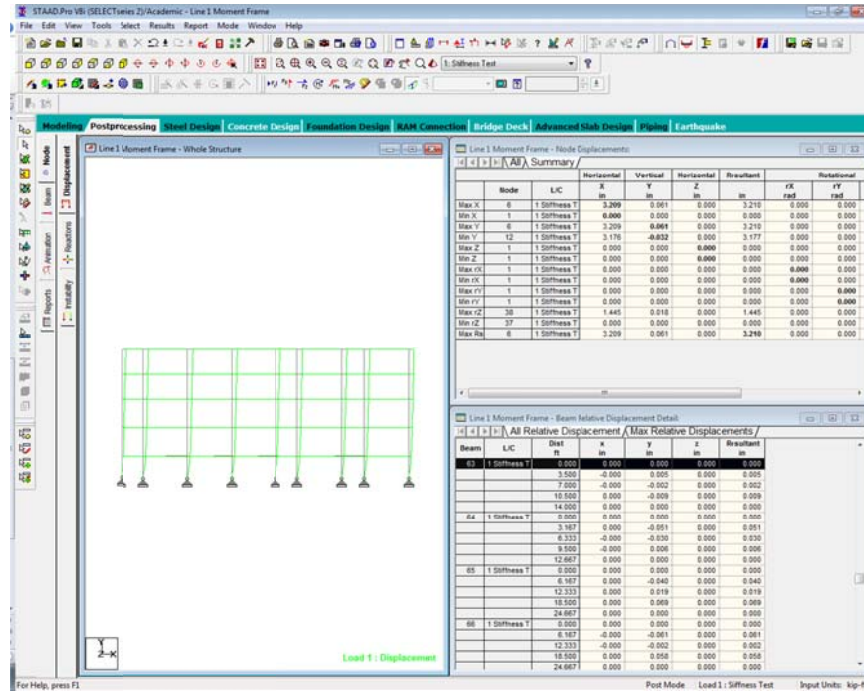 STAAD.Pro V8i (SELECTseries 2)/Academic - Line 1 Moment Frame
File Edit View Tools Select Results Report Mode Window Help
1: Stiffness Test
Modeling Postprocessing Steel Design Concrete Design Foundation Design RAM Connection Bridge Deck Advanced Slab Design Piping Earthquake
Node
Beam
Animation
Reports
Displacement
Reactions
Instability
Line 1 Moment Frame - Whole Structure
Y
Z X
Load 1 : Displacement
Line 1 Moment Frame - Node Displacements:
All Summary
Horizontal Vertical Horizontal Resultant Rotational
Node L/C X in Y in Z in in rX rad rY rad
Max X 6 1 Stiffness T 3.209 0.061 0.000 3.210 0.000 0.000
Min X 1 1 Stiffness T 0.000 0.000 0.000 0.000 0.000 0.000
Max Y 6 1 Stiffness T 3.209 0.061 0.000 3.210 0.000 0.000
Min Y 12 1 Stiffness T 3.176 -0.032 0.000 3.177 0.000 0.000
Max Z 1 1 Stiffness T 0.000 0.000 0.000 0.000 0.000 0.000
Min Z 1 1 Stiffness T 0.000 0.000 0.000 0.000 0.000 0.000
Max rX 1 1 Stiffness T 0.000 0.000 0.000 0.000 0.000 0.000
Min rX 1 1 Stiffness T 0.000 0.000 0.000 0.000 0.000 0.000
Max rY 1 1 Stiffness T 0.000 0.000 0.000 0.000 0.000 0.000
Min rY 1 1 Stiffness T 0.000 0.000 0.000 0.000 0.000 0.000
Max rZ 38 1 Stiffness T 1.445 0.018 0.000 1.445 0.000 0.000
Min rZ 37 1 Stiffness T 0.000 0.000 0.000 0.000 0.000 0.000
Max Rs 6 1 Stiffness T 3.209 0.061 0.000 3.210 0.000 0.000
Line 1 Moment Frame - Beam Relative Displacement Detail:
All Relative Displacement Max Relative Displacements
Beam L/C Dist ft x in y in z in Resultant in
63 1 Stiffness T 0.000 0.000 0.000 0.000 0.000
3.500 -0.000 0.005 0.000 0.005
7.000 -0.000 -0.002 0.000 0.002
10.500 0.000 -0.009 0.000 0.009
14.000 0.000 0.000 0.000 0.000
64 1 Stiffness T 0.000 0.000 0.000 0.000 0.000
3.167 -0.000 -0.051 0.000 0.051
6.333 -0.000 -0.030 0.000 0.030
9.500 -0.000 0.006 0.000 0.006
12.667 0.000 0.000 0.000 0.000
65 1 Stiffness T 0.000 0.000 0.000 0.000 0.000
6.167 0.000 -0.040 0.000 0.040
12.333 0.000 0.019 0.000 0.019
18.500 0.000 0.069 0.000 0.069
24.667 0.000 0.000 0.000 0.000
66 1 Stiffness T 0.000 0.000 0.000 0.000 0.000
6.167 -0.000 -0.061 0.000 0.061
12.333 -0.000 -0.002 0.000 0.002
18.500 0.000 0.058 0.000 0.058
24.667 0.000 0.000 0.000 0.000
For Help, press F1
Post Mode Load 1 : Stiffness Test Input Units: kip-f